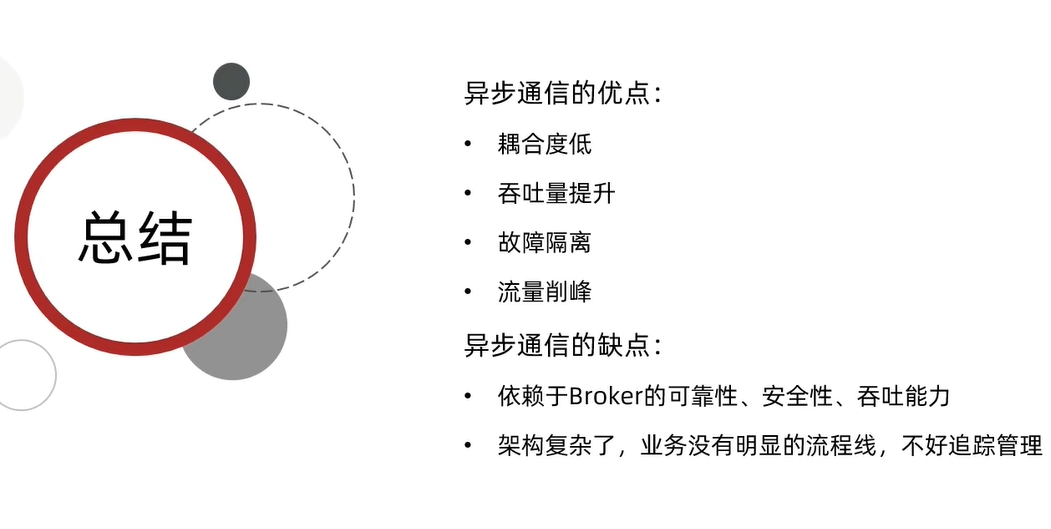 总结
异步通信的优点：
• 耦合度低
• 吞吐量提升
• 故障隔离
• 流量削峰
异步通信的缺点：
• 依赖于Broker的可靠性、安全性、吞吐能力
• 架构复杂了，业务没有明显的流程线，不好追踪管理